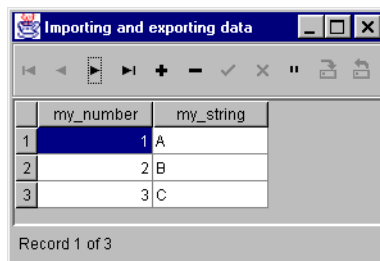 Importing and exporting data
my_number my_string
1 1 A
2 2 B
3 3 C
Record 1 of 3